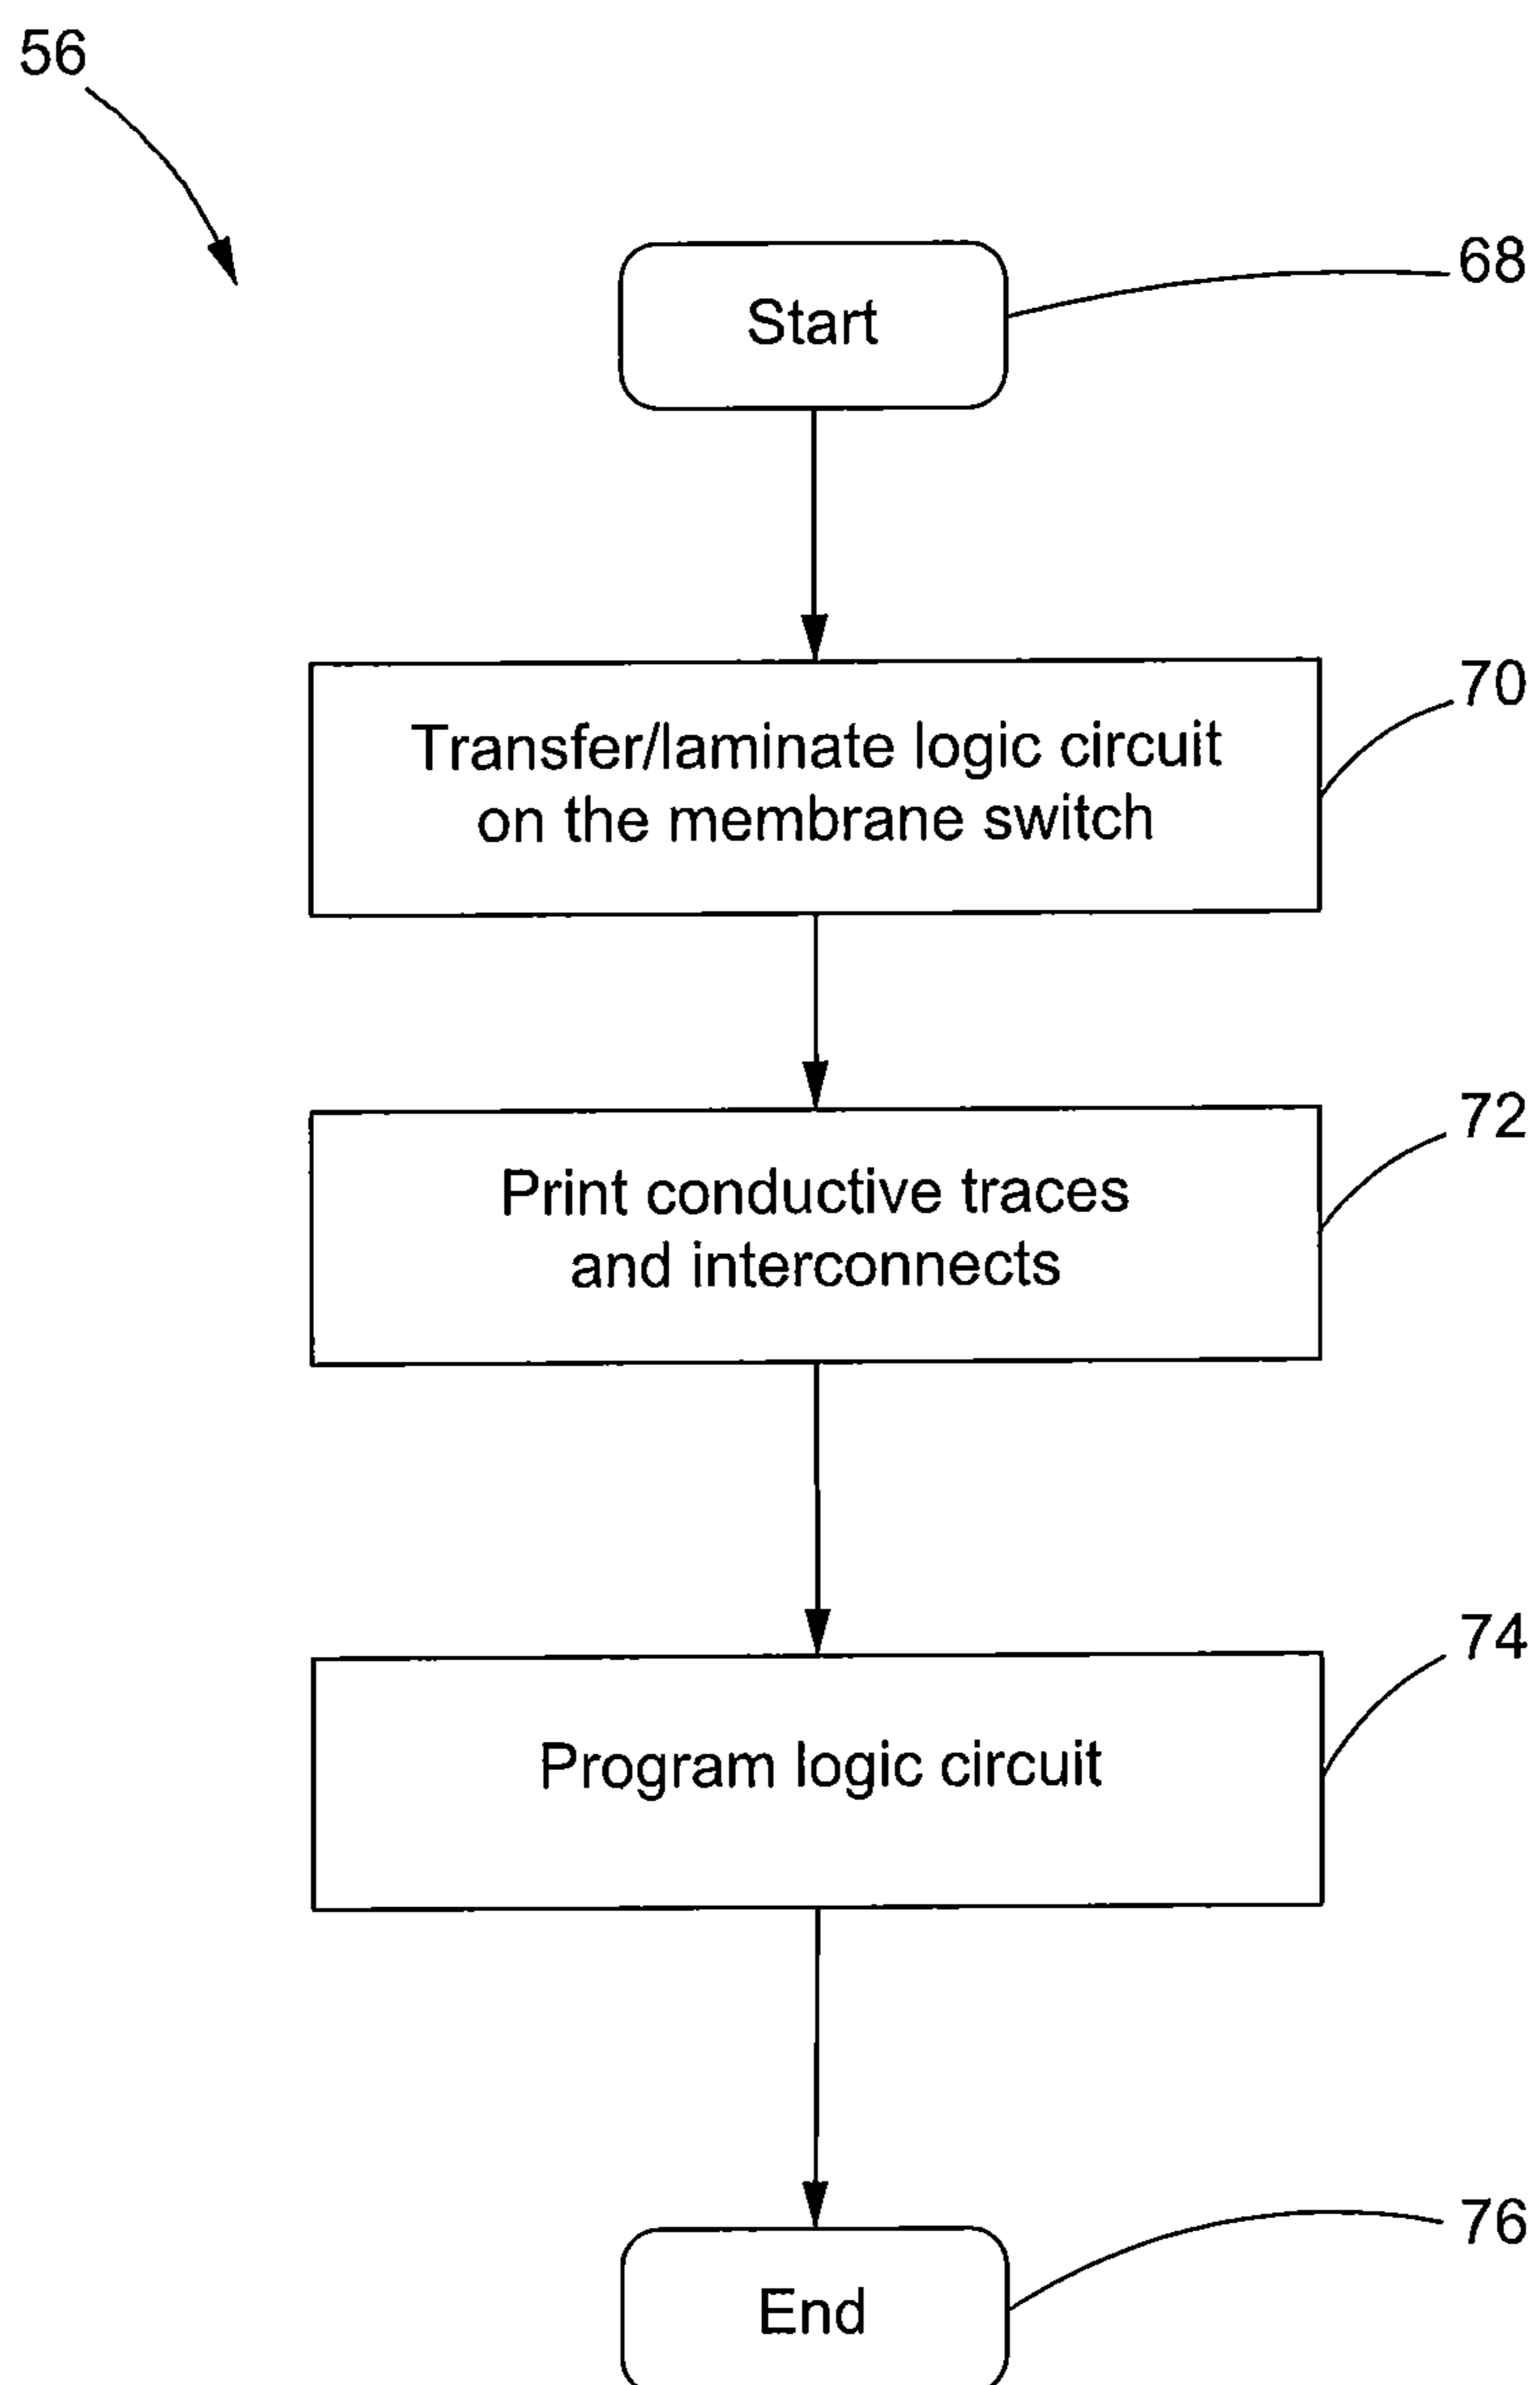 56
Start
68
Transfer/laminate logic circuit
on the membrane switch
70
Print conductive traces
and interconnects
72
Program logic circuit
74
End
76